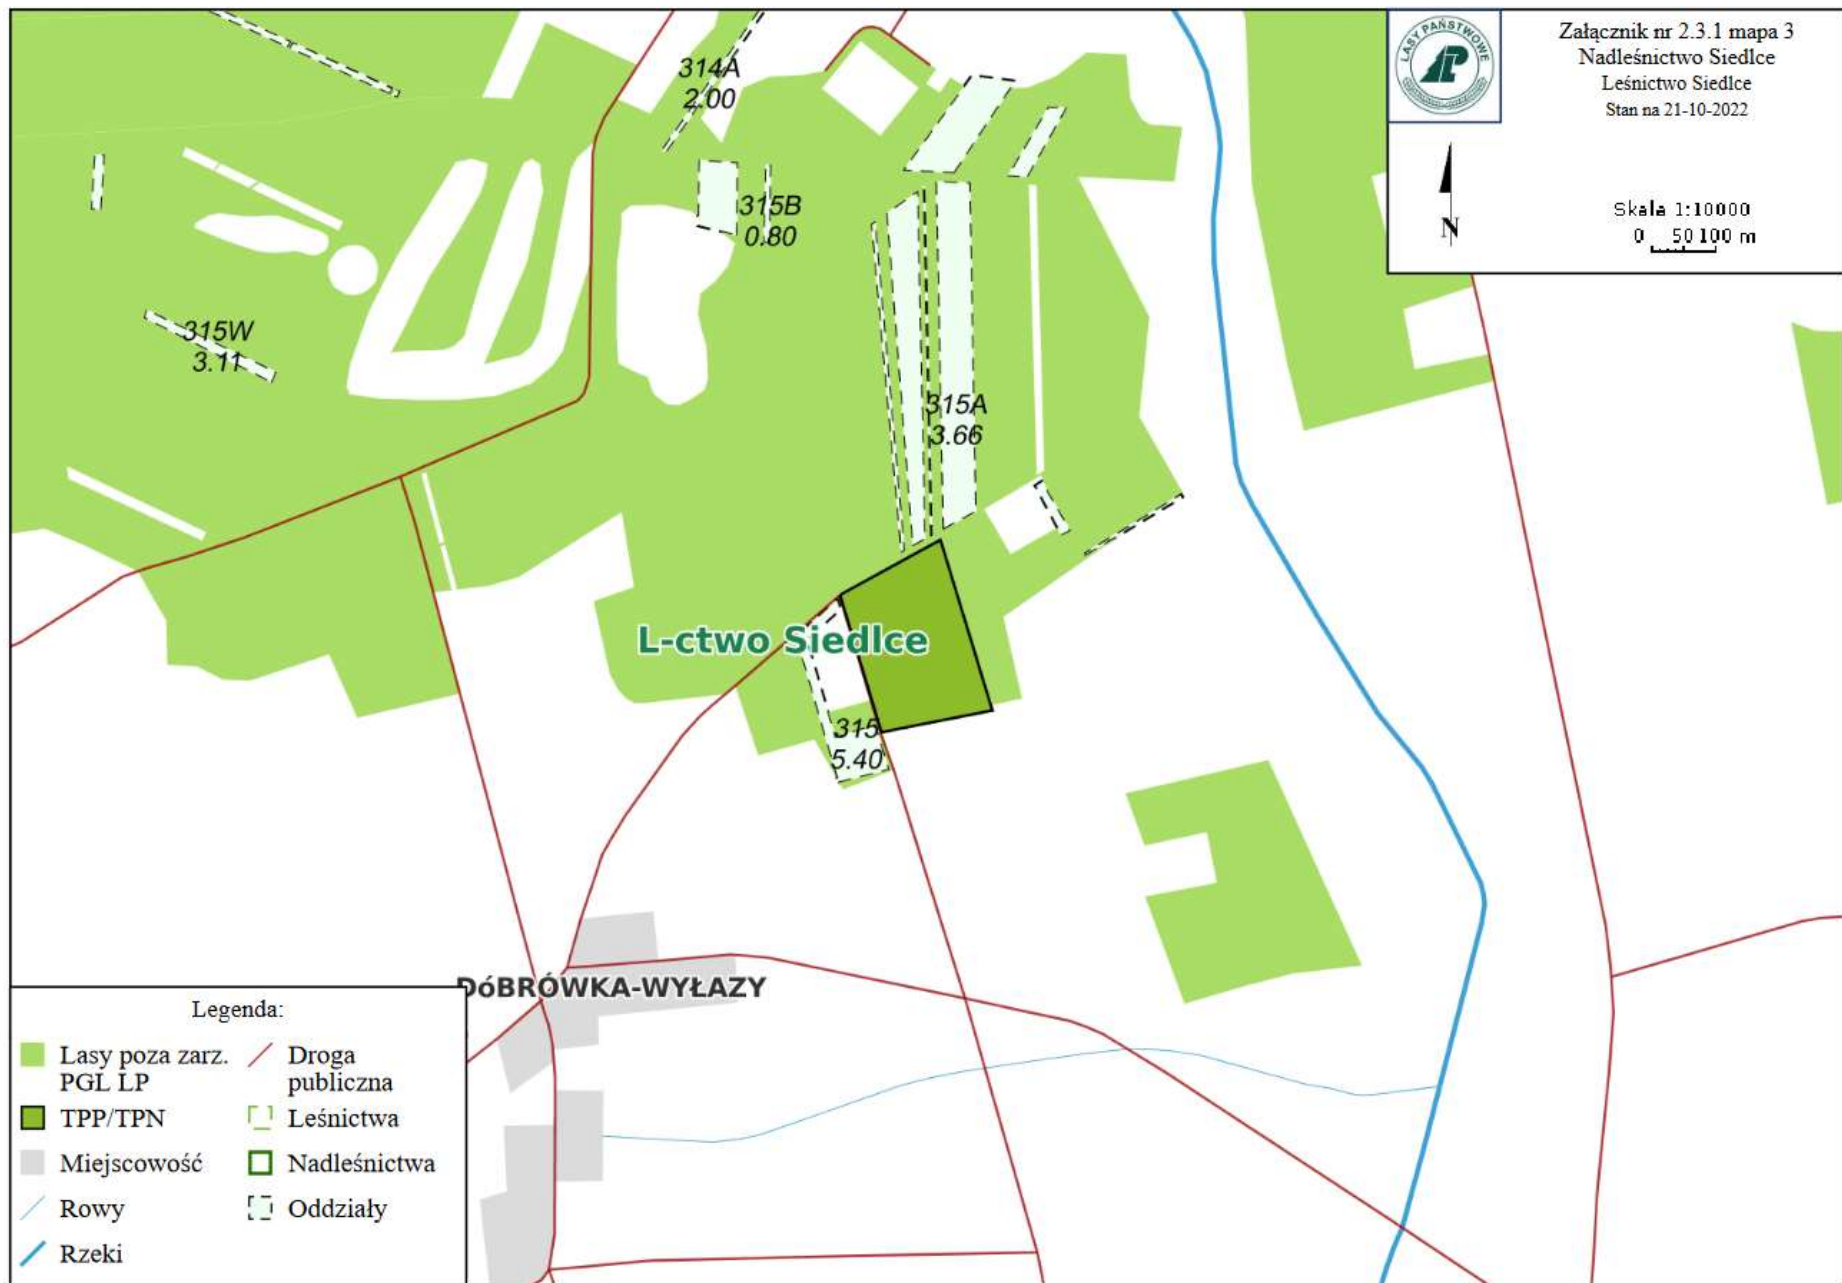 LASY PAŃSTWOWE
Załącznik nr 2.3.1 mapa 3
Nadleśnictwo Siedlce
Leśnictwo Siedlce
Stan na 21-10-2022
N
Skala 1:10000
0 50 100 m
314A
2.00
315B
0.80
315W
3.11
315A
3.66
L-ctwo Siedlce
315
5.40
DóBRÓWKA-WYŁAZY
Legenda:
Lasy poza zarz.
PGL LP
TPP/TPN
Miejscowość
Rowy
Rzeki
Droga
publiczna
Leśnictwa
Nadleśnictwa
Oddziały